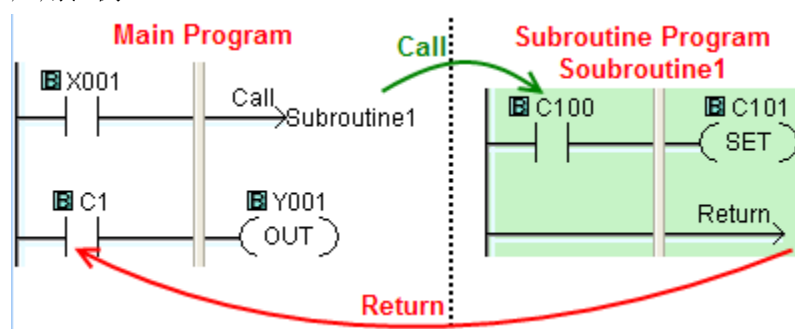 Main Program
Call
Subroutine Program
Soubroutine1
B X001
Call
Subroutine1
B C100
B C101
SET
B C1
B Y001
OUT
Return
Return